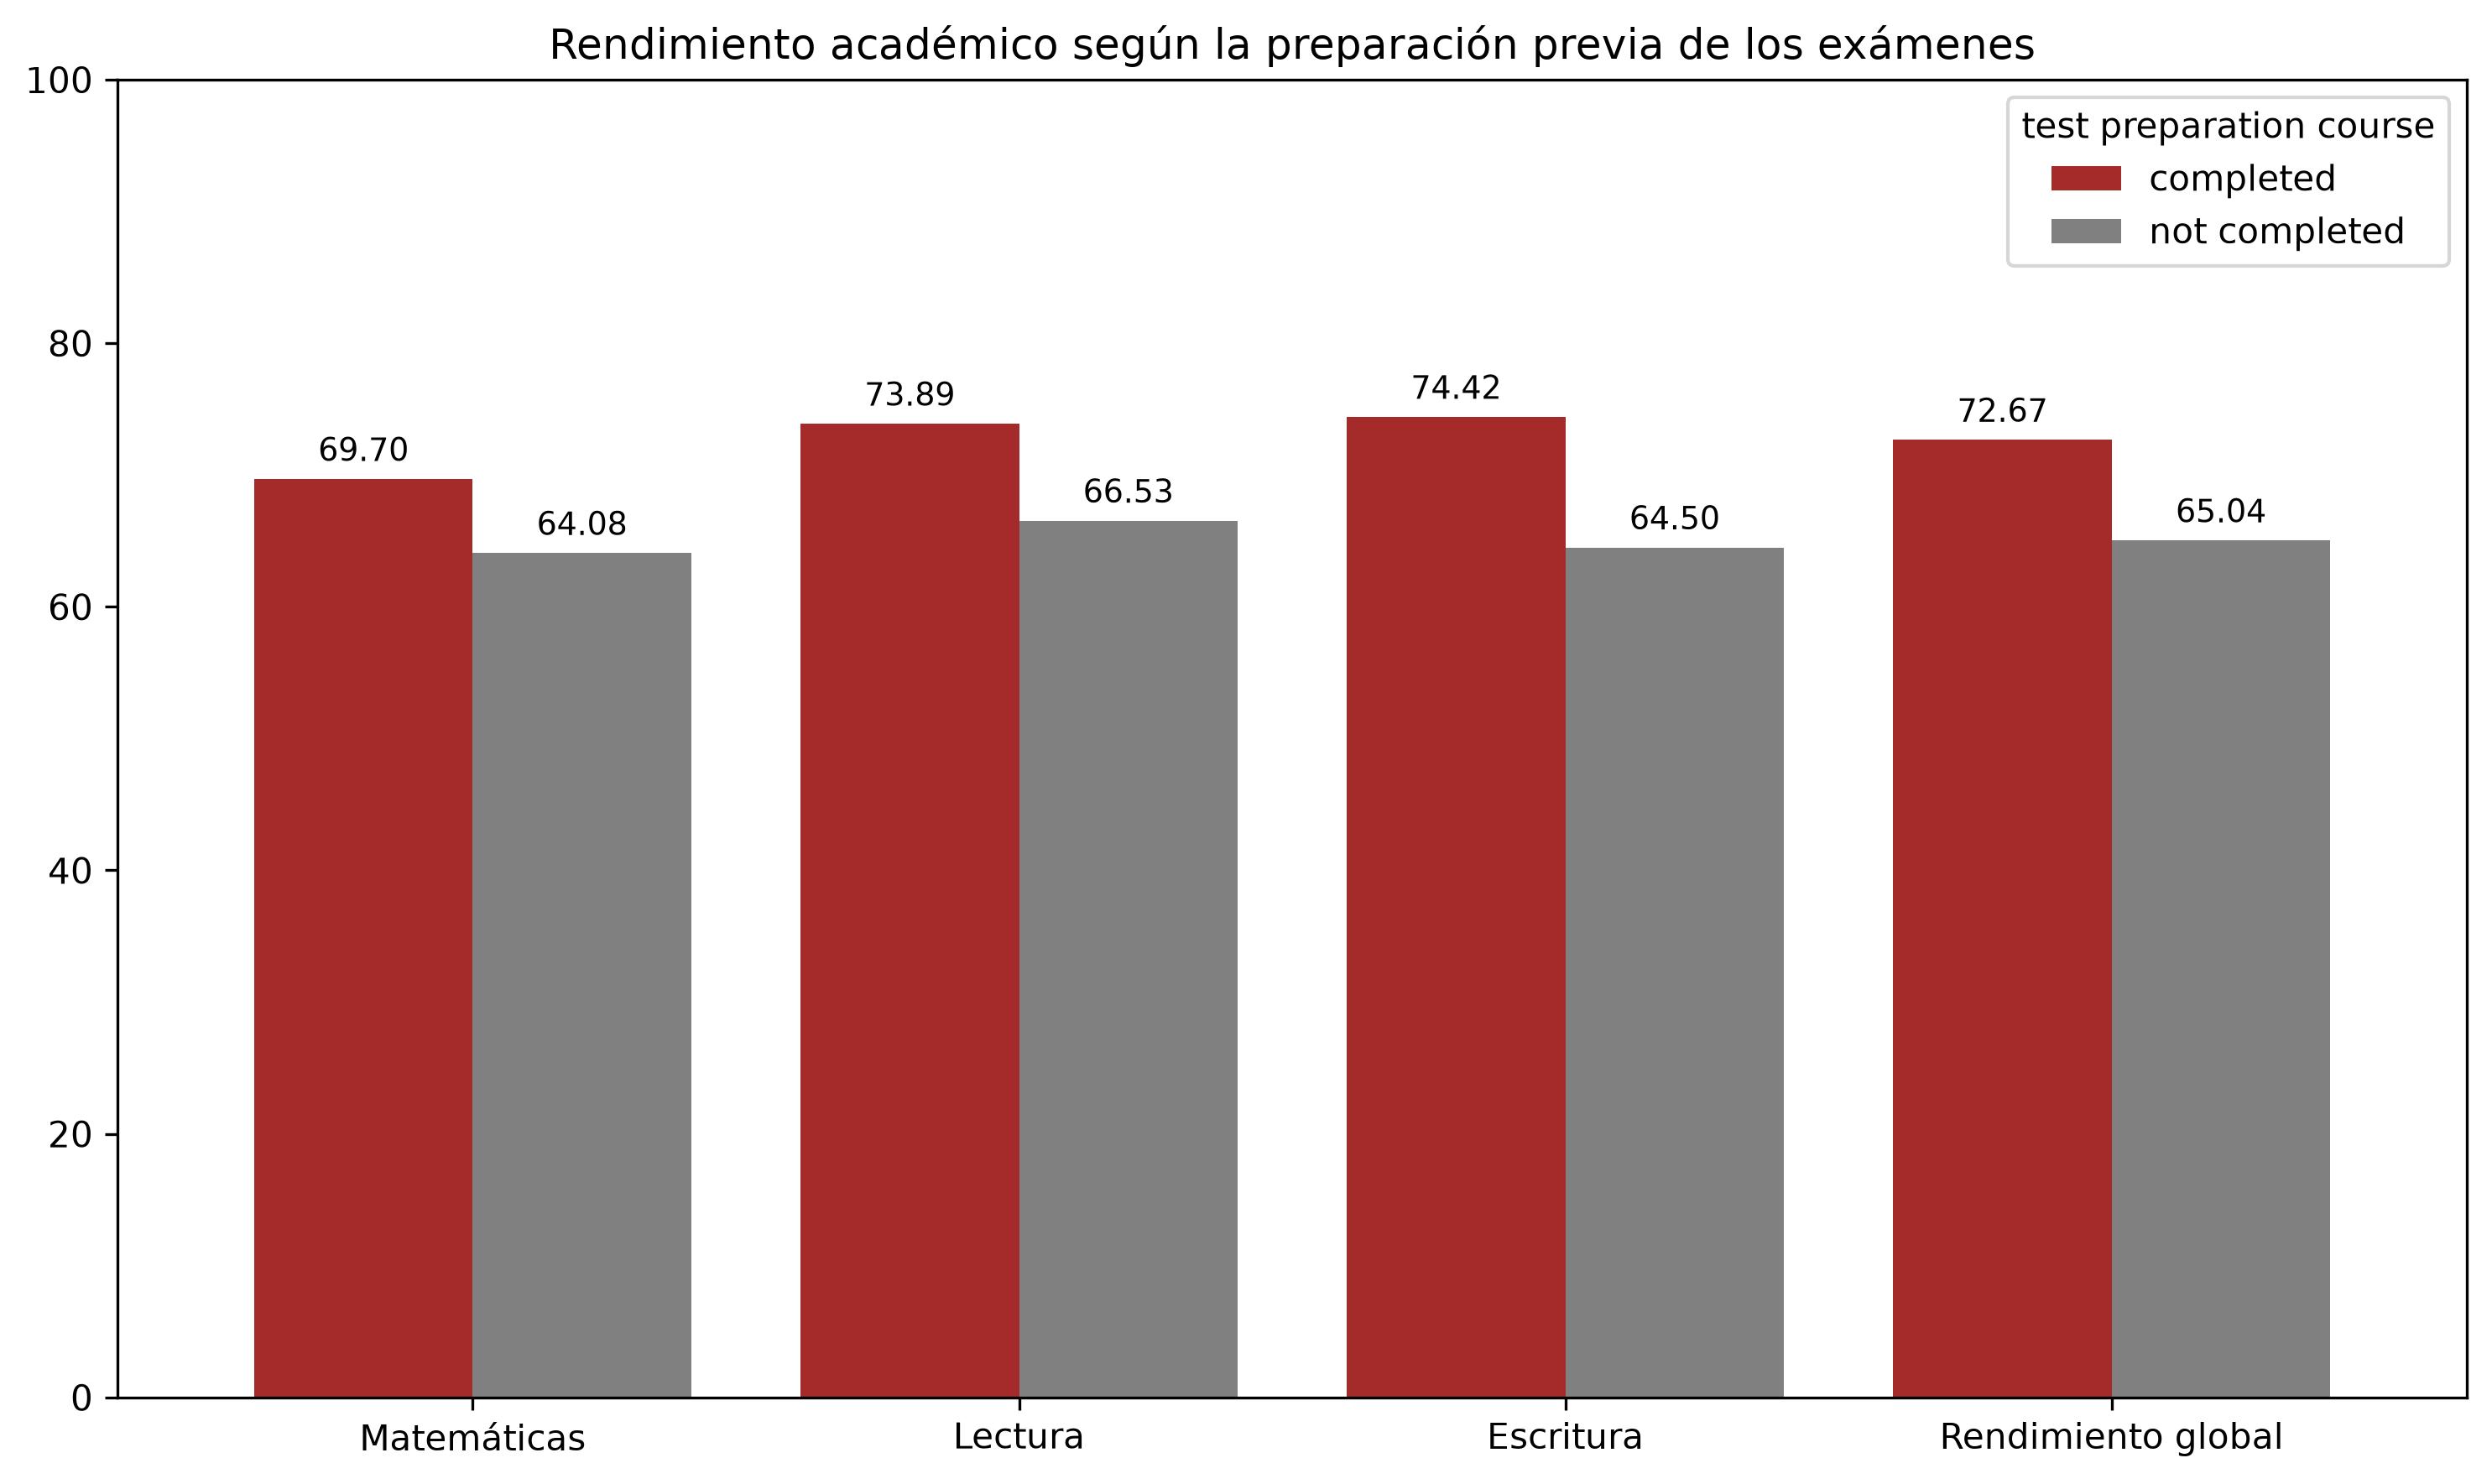 Rendimiento académico según la preparación previa de los exámenes
100
80
60
40
20
0
test preparation course
completed
not completed
69.70
64.08
73.89
66.53
74.42
64.50
72.67
65.04
Matemáticas
Lectura
Escritura
Rendimiento global